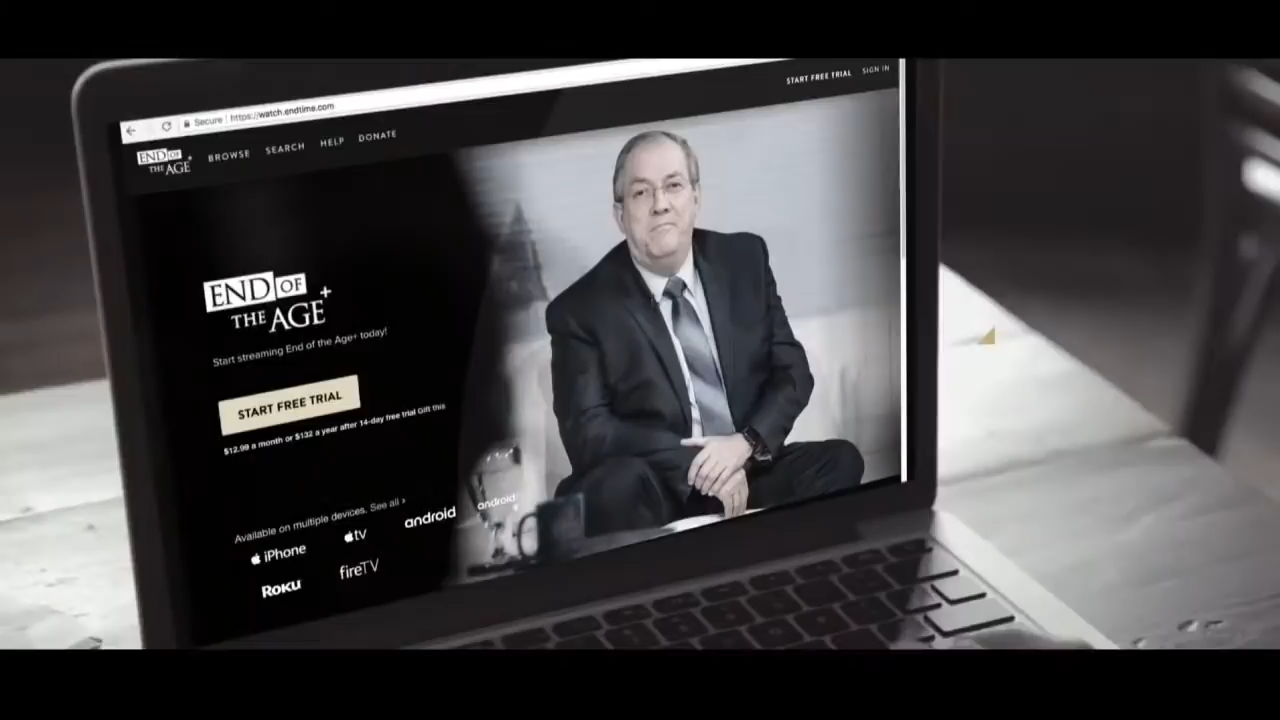 START FREE TRIAL SIGN IN
Secure | https://watch.endtime.com
END OF THE AGE+ BROWSE SEARCH HELP DONATE
END OF
THE AGE+
Start streaming End of the Age+ today!
START FREE TRIAL
$12.99 a month or $132 a year after 14-day free trial Gift this
Available on multiple devices. See all ›
iPhone tv android android
Roku fireTV